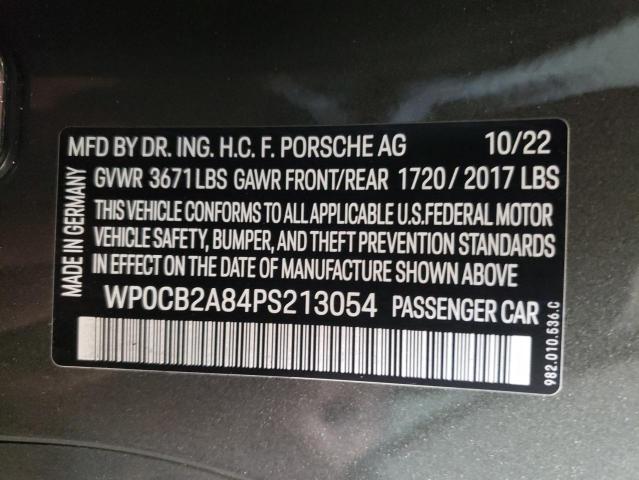 MFD BY DR. ING. H.C. F. PORSCHE AG 10/22
GVWR 3671 LBS GAWR FRONT/REAR 1720 / 2017 LBS
THIS VEHICLE CONFORMS TO ALL APPLICABLE U.S.FEDERAL MOTOR
VEHICLE SAFETY, BUMPER, AND THEFT PREVENTION STANDARDS
IN EFFECT ON THE DATE OF MANUFACTURE SHOWN ABOVE
WP0CB2A84PS213054 PASSENGER CAR
MADE IN GERMANY
982.010.536.C